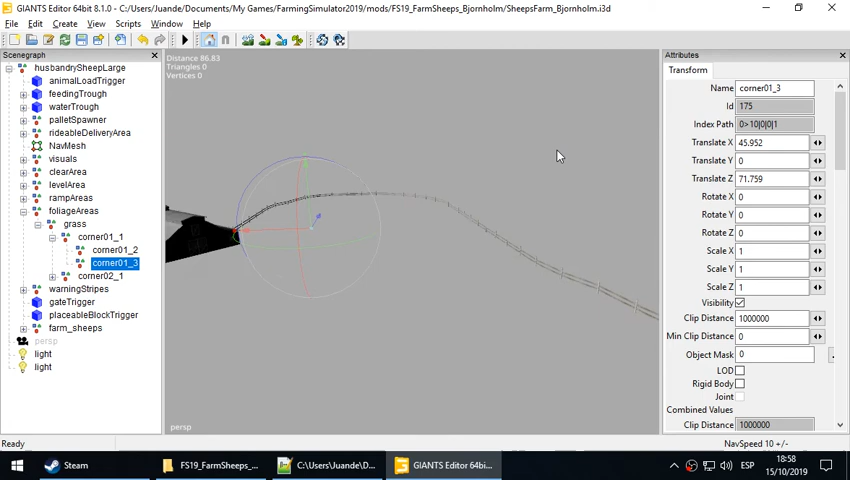 GIANTS Editor 64bit 8.1.0 - C:/Users/Juande/Documents/My Games/FarmingSimulator2019/mods/FS19_FarmSheeps_Bjornholm/SheepsFarm_Bjornholm.i3d
File Edit Create View Scripts Window Help
Scenegraph
husbandrySheepLarge
animalLoadTrigger
feedingTrough
waterTrough
palletSpawner
rideableDeliveryArea
NavMesh
visuals
clearArea
levelArea
rampAreas
foliageAreas
grass
corner01_1
corner01_2
corner01_3
corner02_1
warningStripes
gateTrigger
placeableBlockTrigger
farm_sheeps
persp
light
light
Distance 86.83
Triangles 0
Vertices 0
persp
Attributes
Transform
Name corner01_3
Id 175
Index Path 0>10|0|0|1
Translate X 45.952
Translate Y 0
Translate Z 71.759
Rotate X 0
Rotate Y 0
Rotate Z 0
Scale X 1
Scale Y 1
Scale Z 1
Visibility
Clip Distance 1000000
Min Clip Distance 0
Object Mask 0
LOD
Rigid Body
Joint
Combined Values
Clip Distance 1000000
Ready
NavSpeed 10 +/-
Steam
FS19_FarmSheeps_...
C:\Users\Juande\D...
GIANTS Editor 64bi...
ESP
18:58
15/10/2019